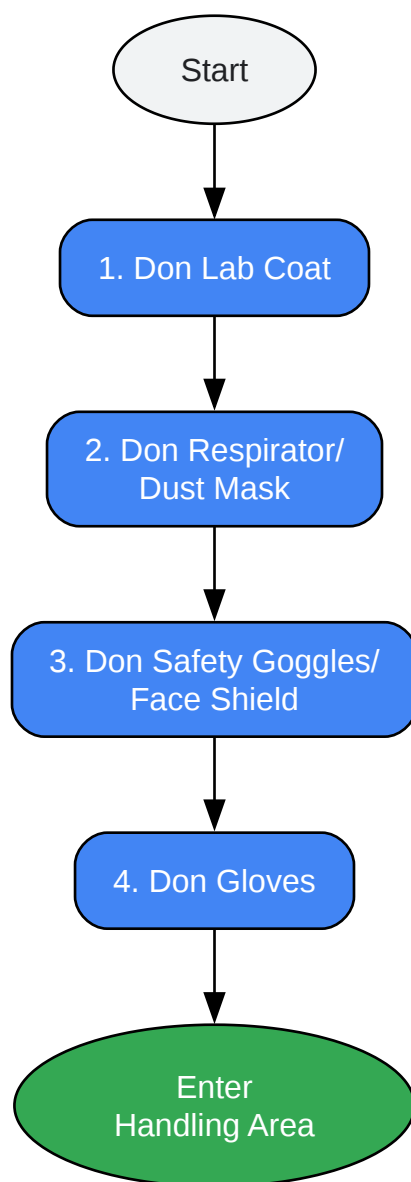 Start
1. Don Lab Coat
2. Don Respirator/
Dust Mask
3. Don Safety Goggles/
Face Shield
4. Don Gloves
Enter
Handling Area